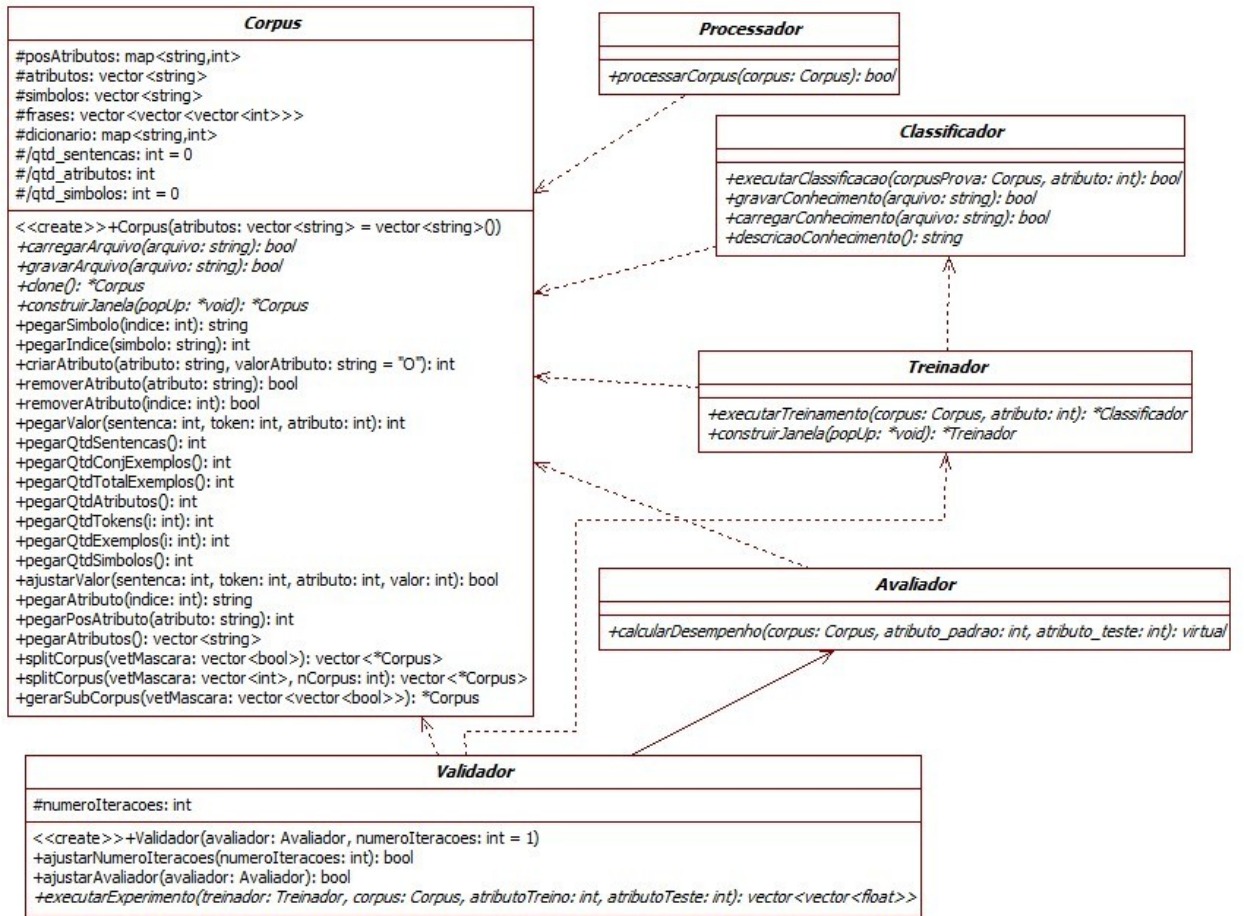 Corpus
#posAtributos: map<string,int>
#atributos: vector<string>
#simbolos: vector<string>
#frases: vector<vector<vector<int>>>
#dicionario: map<string,int>
#/qtd_sentencas: int = 0
#/qtd_atributos: int
#/qtd_simbolos: int = 0
<<create>>+Corpus(atributos: vector<string> = vector<string>())
+carregarArquivo(arquivo: string): bool
+gravarArquivo(arquivo: string): bool
+clone(): *Corpus
+construirJanela(popUp: *void): *Corpus
+pegarSimbolo(indice: int): string
+pegarIndice(simbolo: string): int
+criarAtributo(atributo: string, valorAtributo: string = "O"): int
+removerAtributo(atributo: string): bool
+removerAtributo(indice: int): bool
+pegarValor(sentenca: int, token: int, atributo: int): int
+pegarQtdSentencas(): int
+pegarQtdConjExemplos(): int
+pegarQtdTotalExemplos(): int
+pegarQtdAtributos(): int
+pegarQtdTokens(i: int): int
+pegarQtdExemplos(i: int): int
+pegarQtdSimbolos(): int
+ajustarValor(sentenca: int, token: int, atributo: int, valor: int): bool
+pegarAtributo(indice: int): string
+pegarPosAtributo(atributo: string): int
+pegarAtributos(): vector<string>
+splitCorpus(vetMascara: vector<bool>): vector<*Corpus>
+splitCorpus(vetMascara: vector<int>, nCorpus: int): vector<*Corpus>
+gerarSubCorpus(vetMascara: vector<vector<bool>>): *Corpus
Processador
+processarCorpus(corpus: Corpus): bool
Classificador
+executarClassificacao(corpusProva: Corpus, atributo: int): bool
+gravarConhecimento(arquivo: string): bool
+carregarConhecimento(arquivo: string): bool
+descricaoConhecimento(): string
Treinador
+executarTreinamento(corpus: Corpus, atributo: int): *Classificador
+construirJanela(popUp: *void): *Treinador
Avaliador
+calcularDesempenho(corpus: Corpus, atributo_padrao: int, atributo_teste: int): virtual
Validador
#numeroIteracoes: int
<<create>>+Validador(avaliador: Avaliador, numeroIteracoes: int = 1)
+ajustarNumeroIteracoes(numeroIteracoes: int): bool
+ajustarAvaliador(avaliador: Avaliador): bool
+executarExperimento(treinador: Treinador, corpus: Corpus, atributoTreino: int, atributoTeste: int): vector<vector<float>>